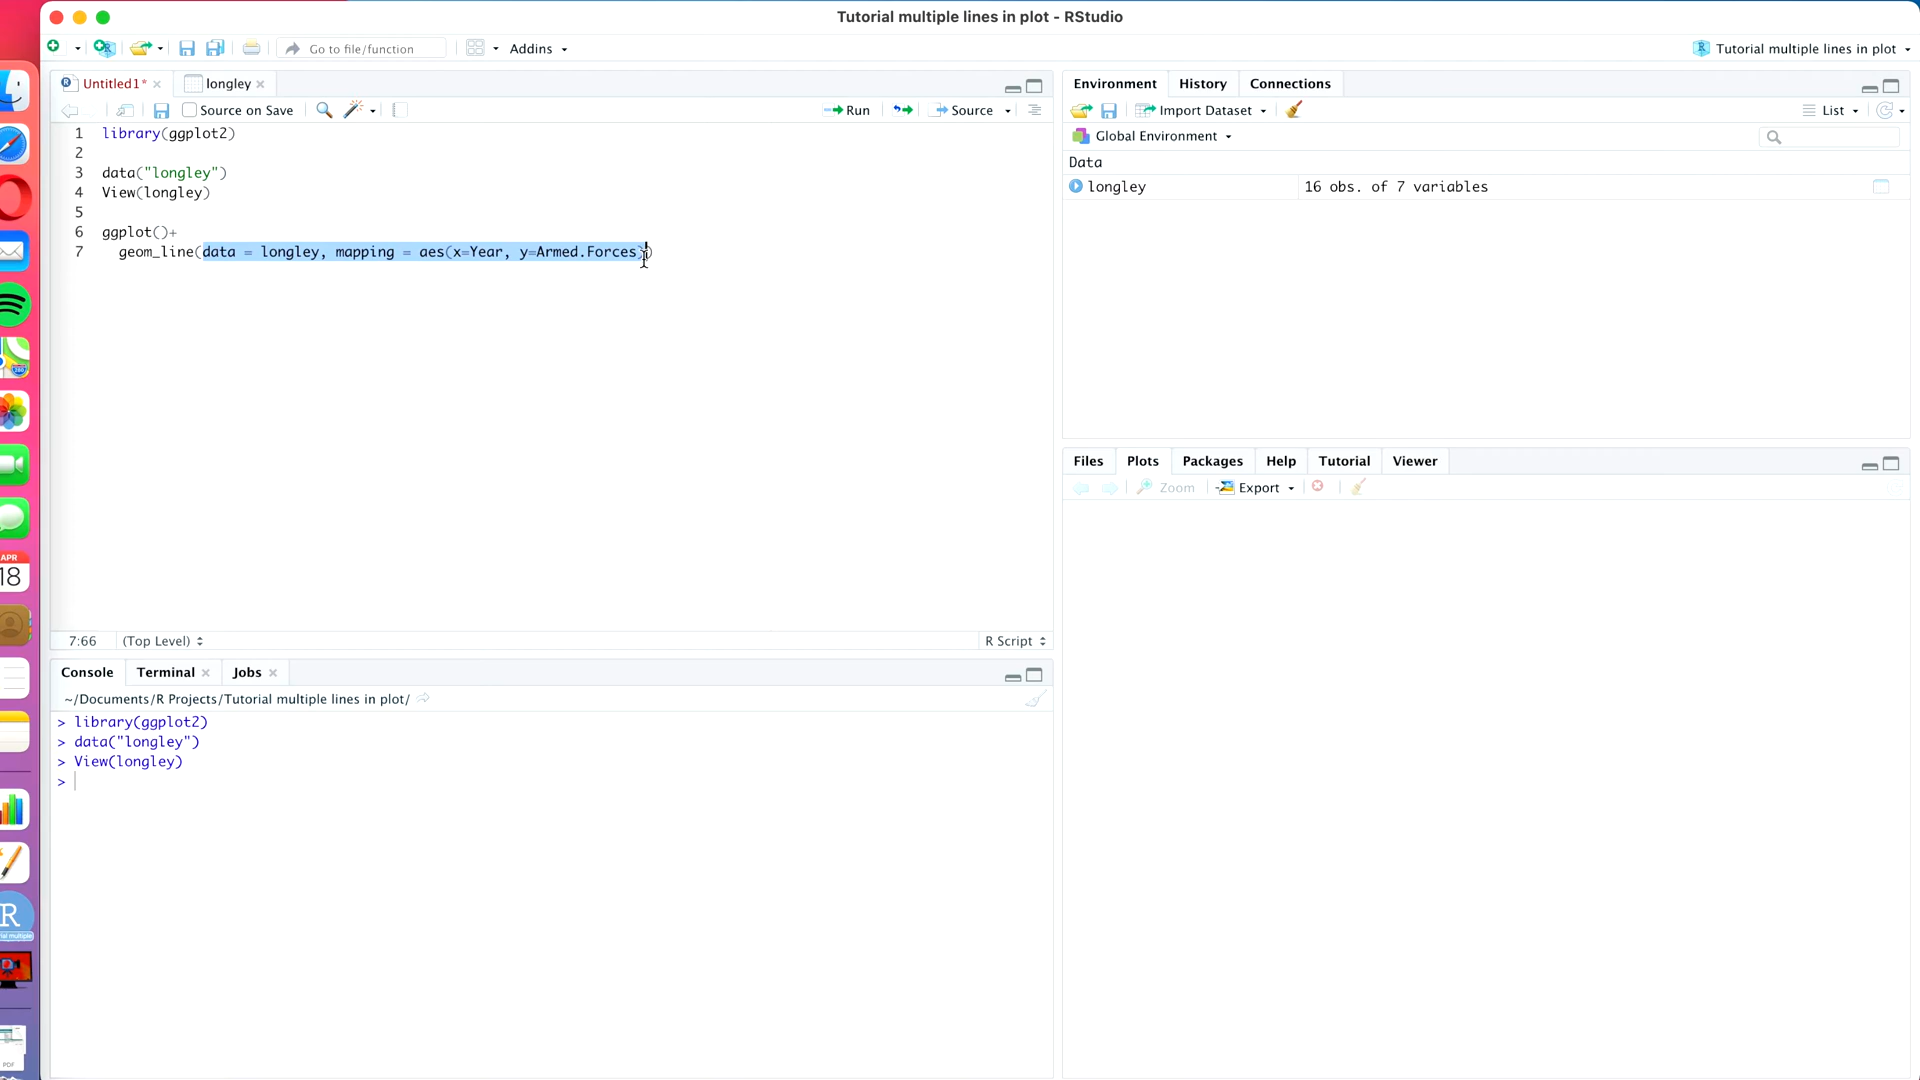 Tutorial multiple lines in plot - RStudio
Go to file/function
Addins
Tutorial multiple lines in plot
Untitled1*
longley
Source on Save
Run
Source
1 library(ggplot2)
2
3 data("longley")
4 View(longley)
5
6 ggplot()+
7 geom_line(data = longley, mapping = aes(x=Year, y=Armed.Forces))
7:66
(Top Level)
R Script
Console
Terminal
Jobs
~/Documents/R Projects/Tutorial multiple lines in plot/
> library(ggplot2)
> data("longley")
> View(longley)
>
Environment
History
Connections
Import Dataset
List
Global Environment
Data
longley
16 obs. of 7 variables
Files
Plots
Packages
Help
Tutorial
Viewer
Zoom
Export
APR
18
R
PDF